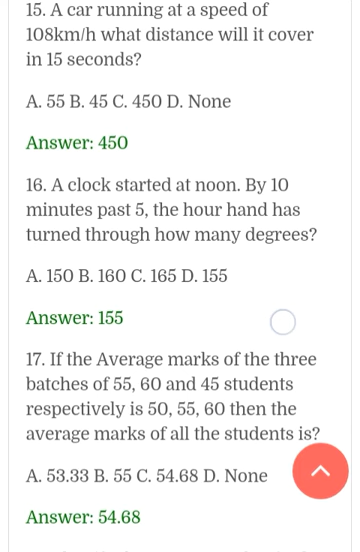 15. A car running at a speed of
108km/h what distance will it cover
in 15 seconds?
A. 55 B. 45 C. 450 D. None
Answer: 450
16. A clock started at noon. By 10
minutes past 5, the hour hand has
turned through how many degrees?
A. 150 B. 160 C. 165 D. 155
Answer: 155
17. If the Average marks of the three
batches of 55, 60 and 45 students
respectively is 50, 55, 60 then the
average marks of all the students is?
A. 53.33 B. 55 C. 54.68 D. None
Answer: 54.68